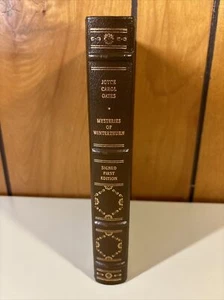 JOYCE
CAROL
OATES
MYSTERIES
OF
WINTERTHURN
SIGNED
FIRST
EDITION